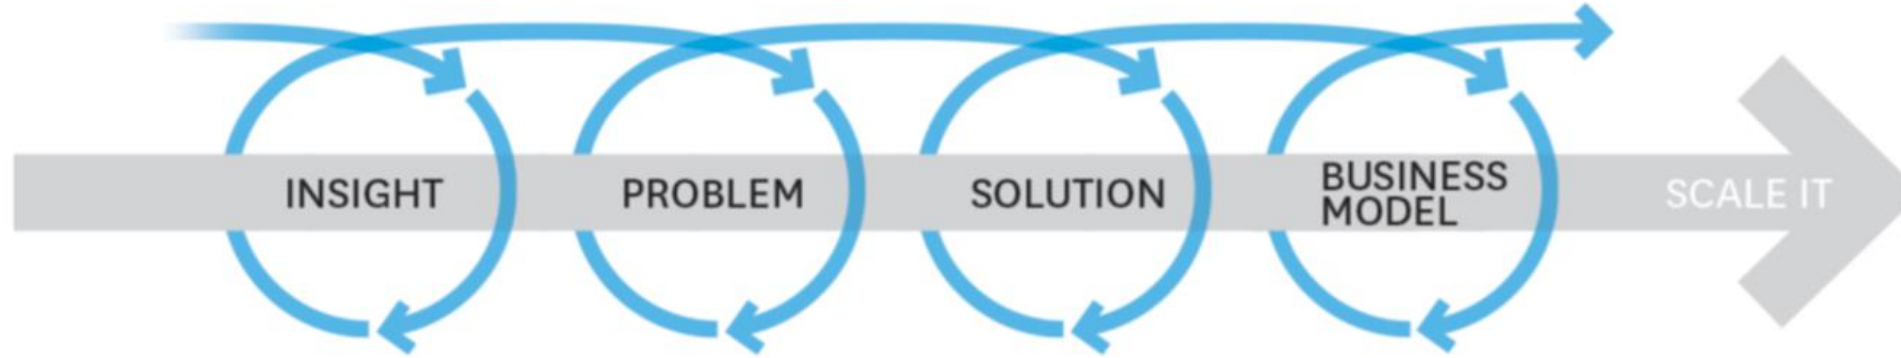 INSIGHT
PROBLEM
SOLUTION
BUSINESS
MODEL
SCALE IT